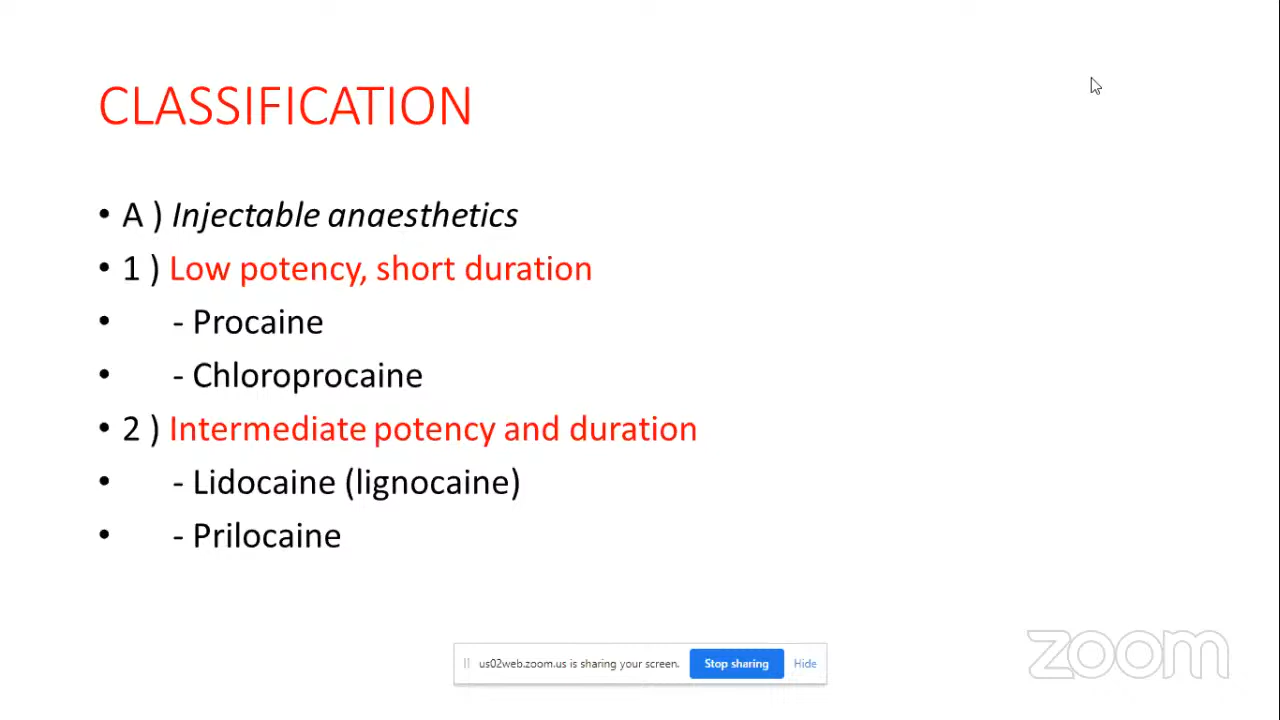 CLASSIFICATION
• A ) Injectable anaesthetics
• 1 ) Low potency, short duration
• - Procaine
• - Chloroprocaine
• 2 ) Intermediate potency and duration
• - Lidocaine (lignocaine)
• - Prilocaine
us02web.zoom.us is sharing your screen. Stop sharing Hide
zoom